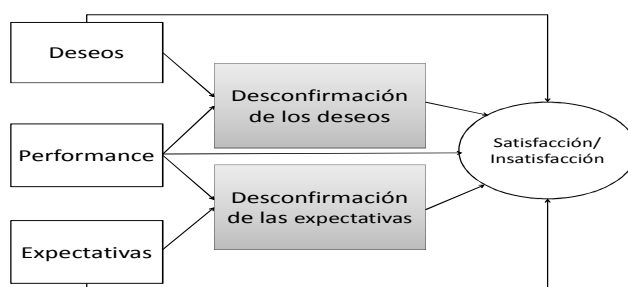 Deseos
Desconfirmación
de los deseos
Performance
Satisfacción/
Insatisfacción
Desconfirmación
de las expectativas
Expectativas